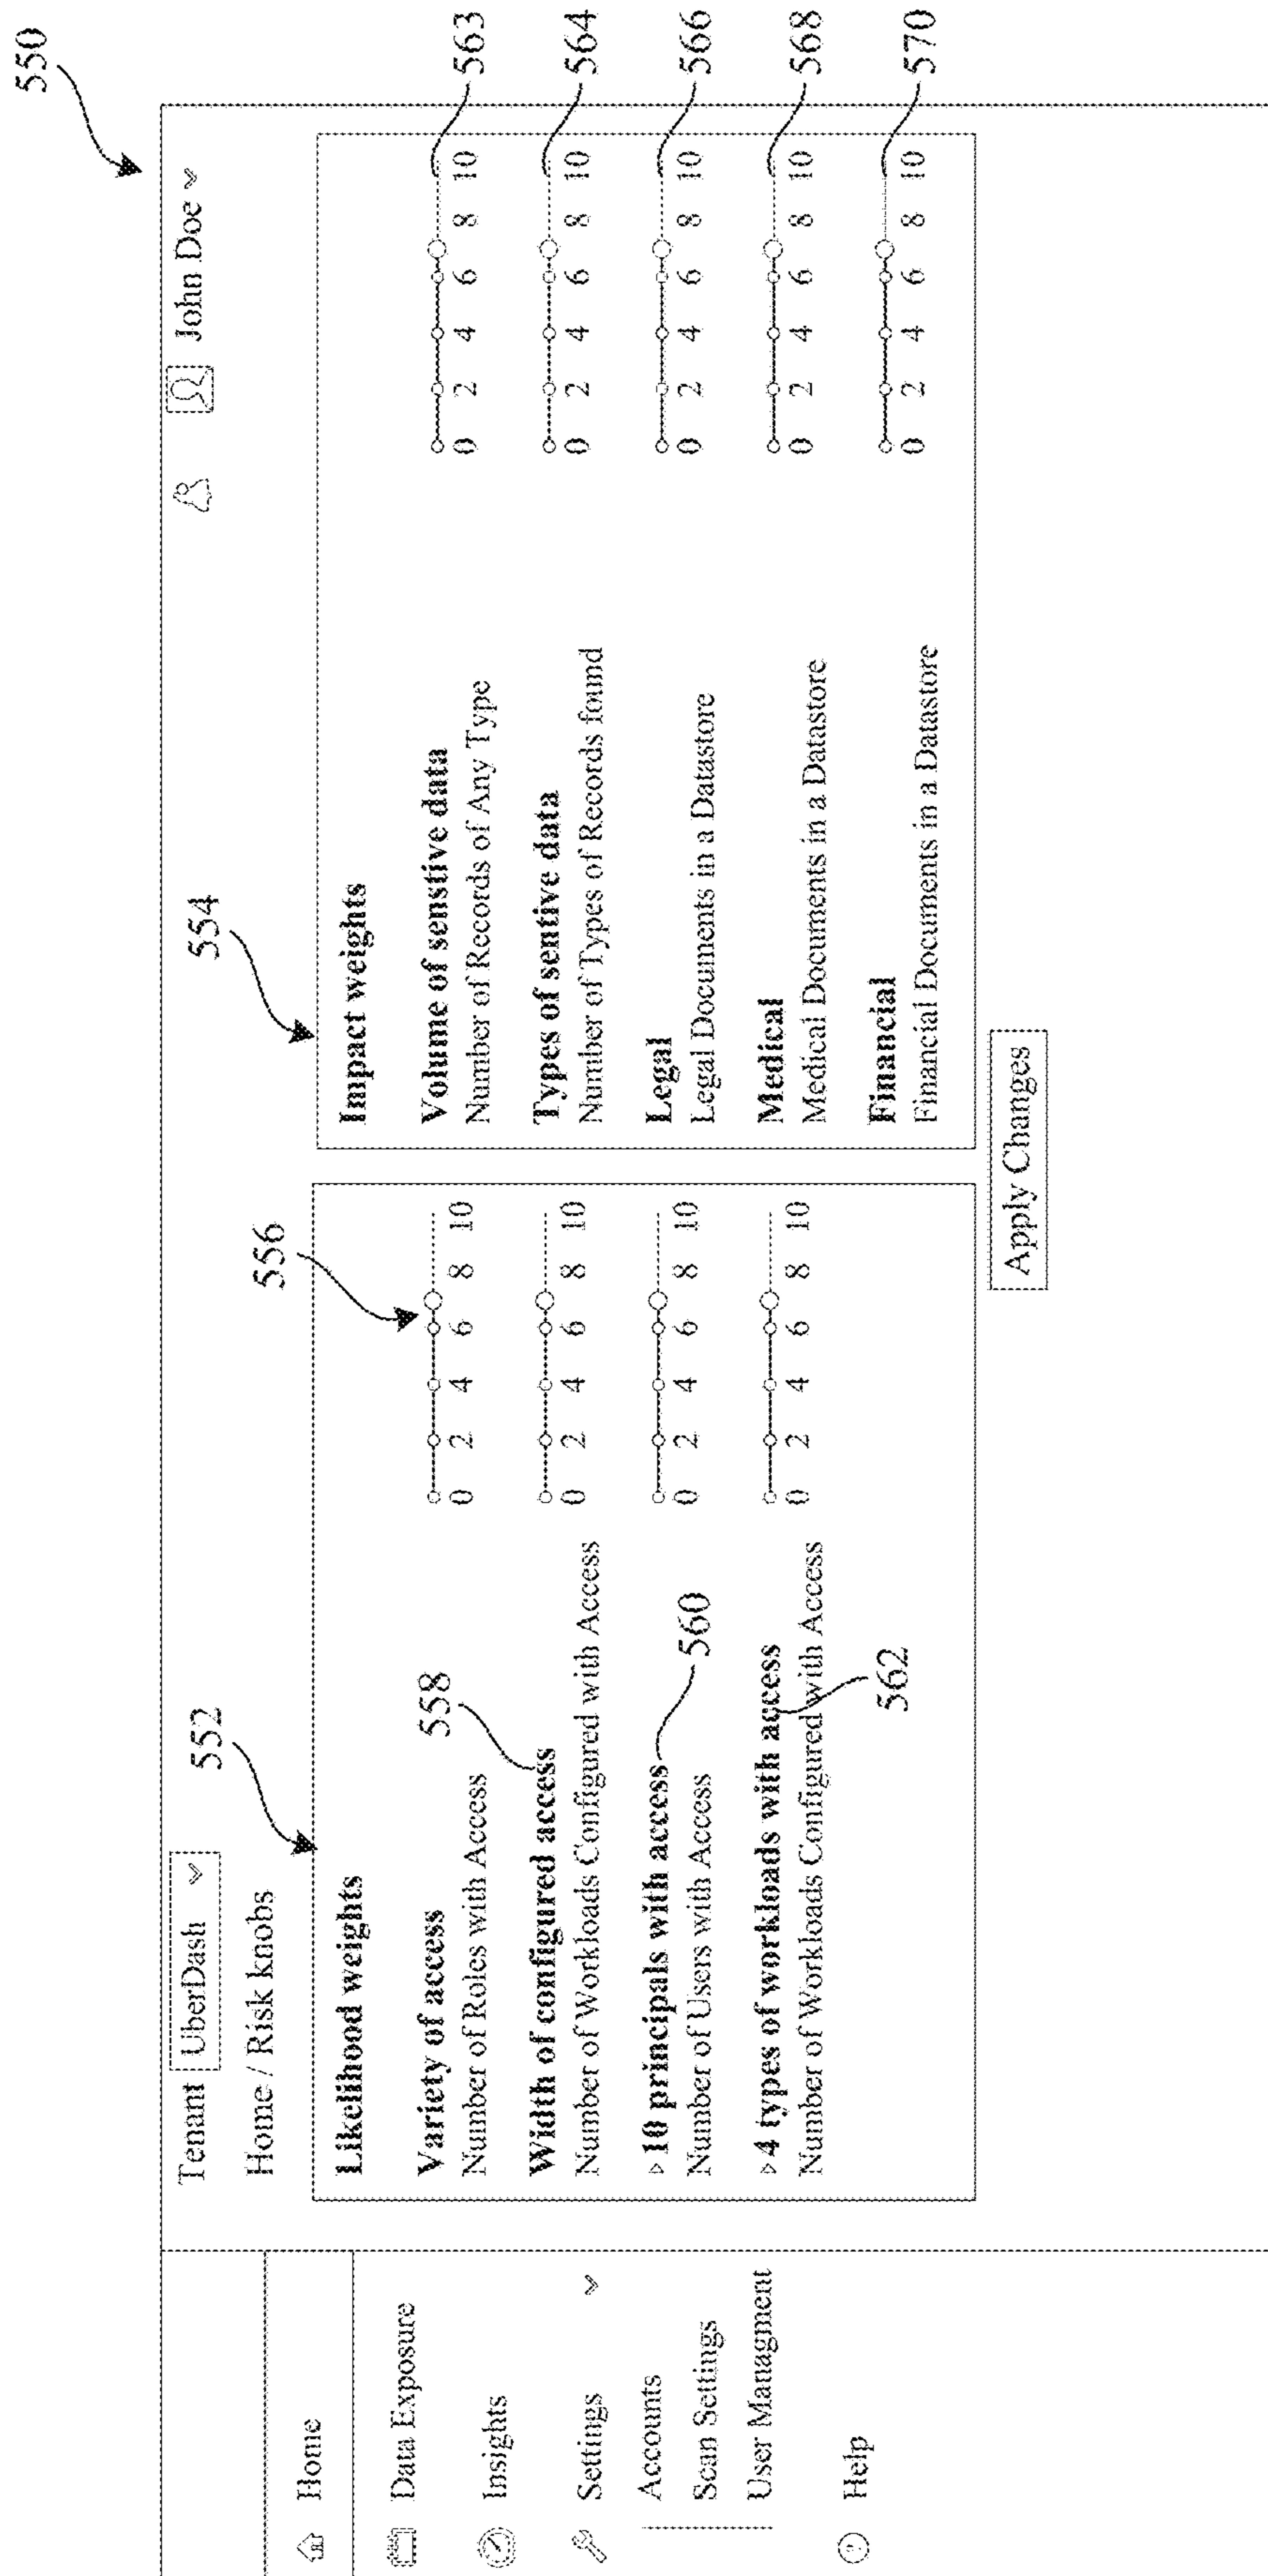 550
Tenant UberDash
John Doe
Home / Risk knobs
552
554
Home
Data Exposure
Insights
Settings
Accounts
Scan Settings
User Managment
Help
Likelihood weights
556
Variety of access
Number of Roles with Access
0 2 4 6 8 10
558
Width of configured access
Number of Workloads Configured with Access
0 2 4 6 8 10
10 principals with access
560
Number of Users with Access
0 2 4 6 8 10
4 types of workloads with access
Number of Workloads Configured with Access
0 2 4 6 8 10
562
Impact weights
Volume of senstive data
563
Number of Records of Any Type
0 2 4 6 8 10
Types of sentive data
564
Number of Types of Records found
0 2 4 6 8 10
Legal
566
Legal Documents in a Datastore
0 2 4 6 8 10
Medical
568
Medical Documents in a Datastore
0 2 4 6 8 10
Financial
570
Financial Documents in a Datastore
0 2 4 6 8 10
Apply Changes